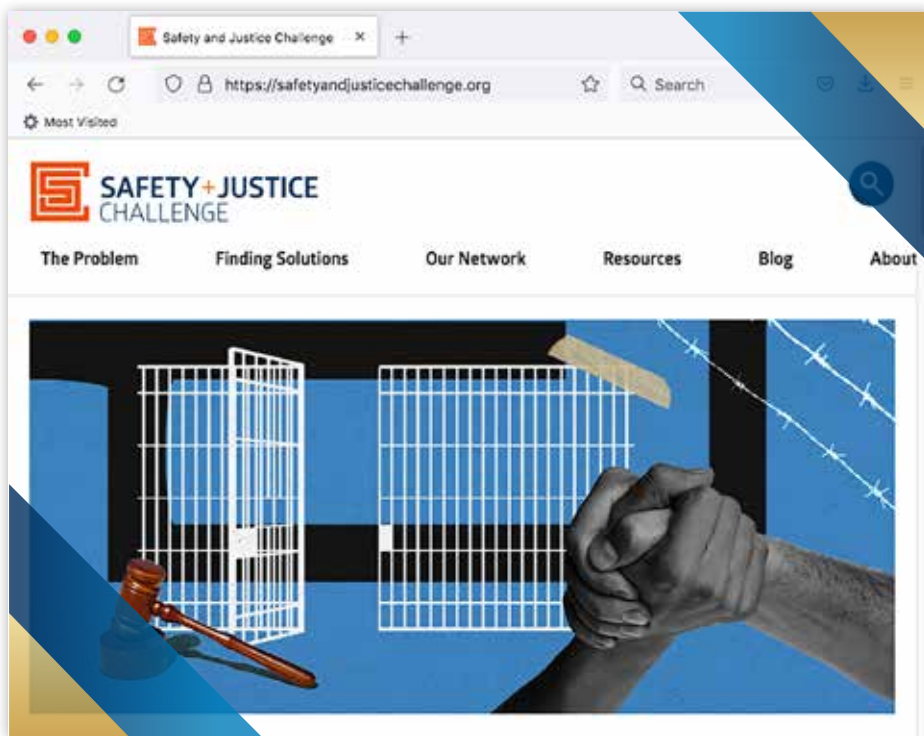 Safety and Justice Challenge
https://safetyandjusticechallenge.org
Search
Most Visited
SAFETY+JUSTICE
CHALLENGE
The Problem Finding Solutions Our Network Resources Blog About